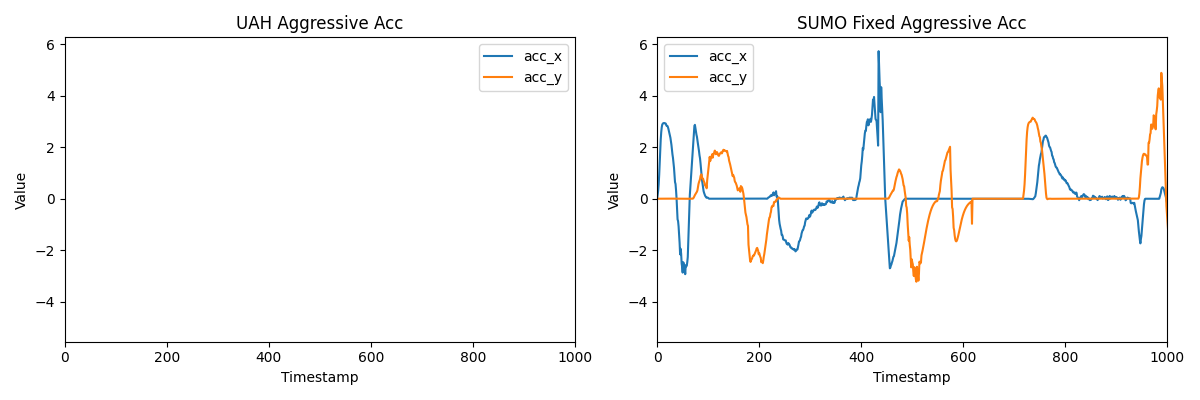 UAH Aggressive Acc
6
4
2
0
−2
−4
0 200 400 600 800 1000
Value
Timestamp
acc_x
acc_y
SUMO Fixed Aggressive Acc
6
4
2
0
−2
−4
0 200 400 600 800 1000
Value
Timestamp
acc_x
acc_y